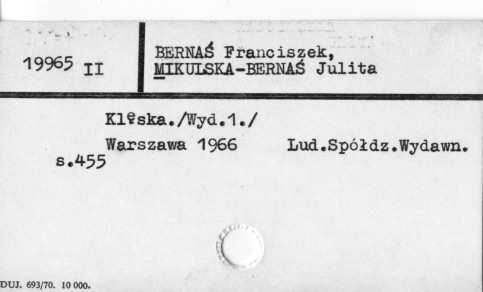 19965 II
BERNAŚ Franciszek,
MIKULSKA-BERNAŚ Julita
Klęska./Wyd.1./
Warszawa 1966 Lud.Spółdz.Wydawn.
s.455
DUJ. 693/70. 10 000.